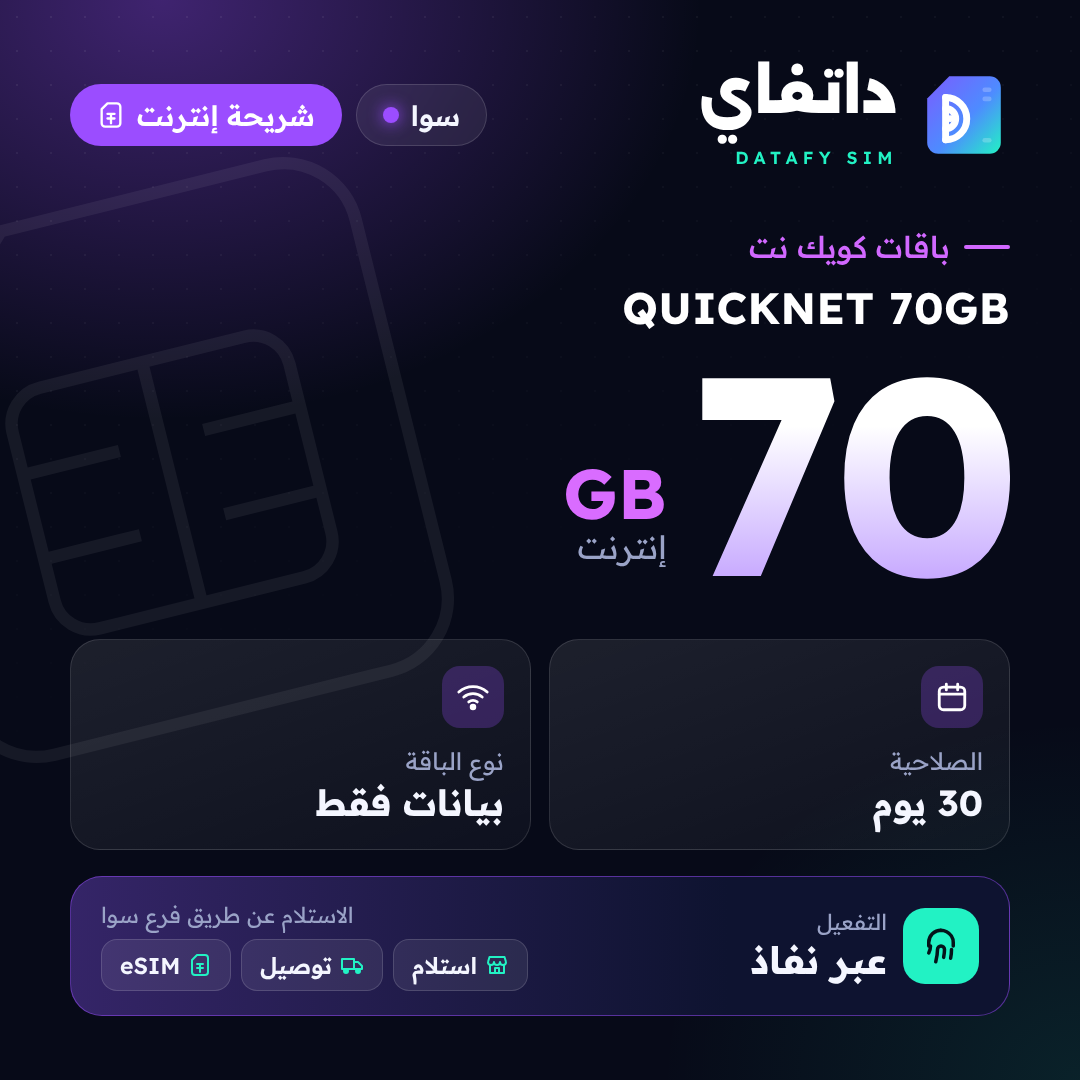 داتفاي
DATAFY SIM
سوا
شريحة إنترنت
باقات كويك نت
QUICKNET 70GB
70
GB
إنترنت
الصلاحية
30 يوم
نوع الباقة
بيانات فقط
التفعيل
عبر نفاذ
الاستلام عن طريق فرع سوا
استلام
توصيل
eSIM